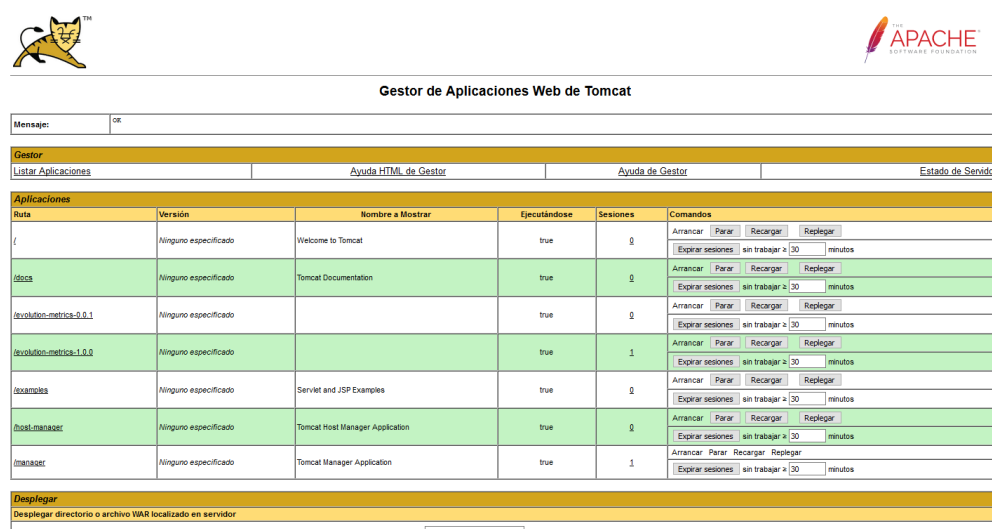 TM
THE
APACHE
SOFTWARE FOUNDATION
Gestor de Aplicaciones Web de Tomcat
Mensaje: OK
Gestor
Listar Aplicaciones Ayuda HTML de Gestor Ayuda de Gestor Estado de Servido
Aplicaciones
Ruta Versión Nombre a Mostrar Ejecutándose Sesiones Comandos
/ Ninguno especificado Welcome to Tomcat true 0 Arrancar Parar Recargar Replegar
Expirar sesiones sin trabajar ≥ 30 minutos
/docs Ninguno especificado Tomcat Documentation true 0 Arrancar Parar Recargar Replegar
Expirar sesiones sin trabajar ≥ 30 minutos
/evolution-metrics-0.0.1 Ninguno especificado true 0 Arrancar Parar Recargar Replegar
Expirar sesiones sin trabajar ≥ 30 minutos
/evolution-metrics-1.0.0 Ninguno especificado true 1 Arrancar Parar Recargar Replegar
Expirar sesiones sin trabajar ≥ 30 minutos
/examples Ninguno especificado Servlet and JSP Examples true 0 Arrancar Parar Recargar Replegar
Expirar sesiones sin trabajar ≥ 30 minutos
/host-manager Ninguno especificado Tomcat Host Manager Application true 0 Arrancar Parar Recargar Replegar
Expirar sesiones sin trabajar ≥ 30 minutos
/manager Ninguno especificado Tomcat Manager Application true 1 Arrancar Parar Recargar Replegar
Expirar sesiones sin trabajar ≥ 30 minutos
Desplegar
Desplegar directorio o archivo WAR localizado en servidor